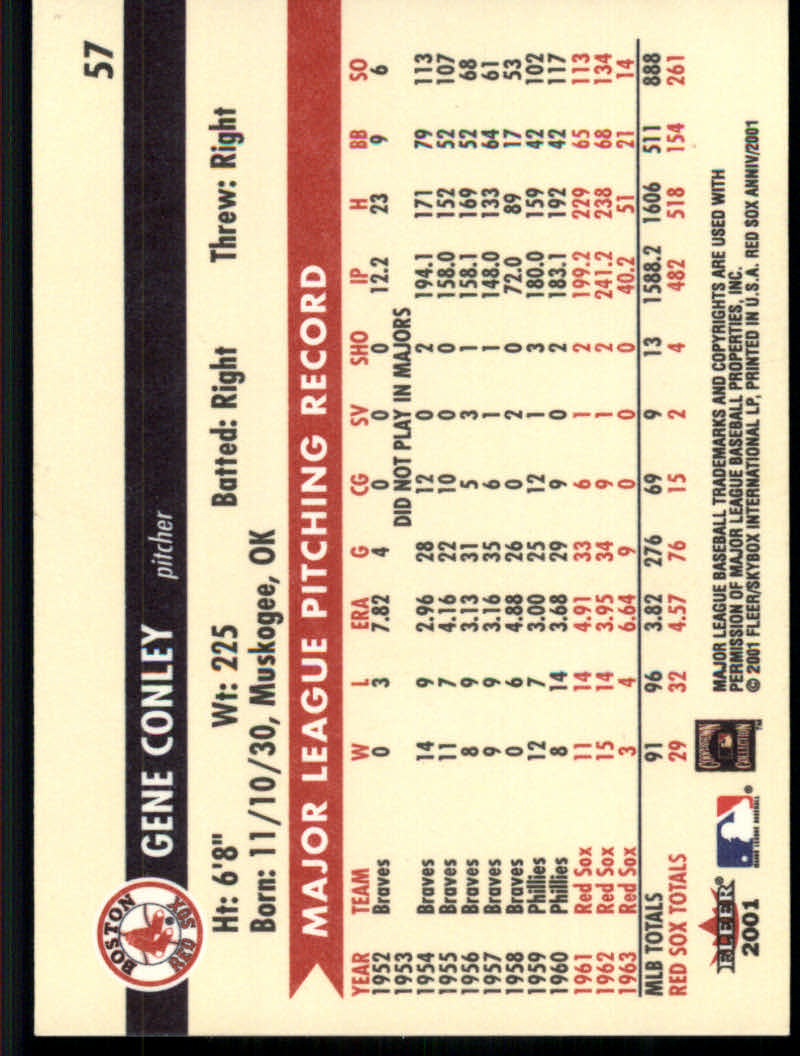 57
BOSTON RED SOX
GENE CONLEY pitcher
Ht: 6'8" Wt: 225 Batted: Right Threw: Right
Born: 11/10/30, Muskogee, OK
MAJOR LEAGUE PITCHING RECORD
YEAR TEAM W L ERA G CG SV SHO IP H BB SO
1952 Braves 0 3 7.82 4 0 0 0 12.2 23 9 6
1953 DID NOT PLAY IN MAJORS
1954 Braves 14 9 2.96 28 12 0 2 194.1 171 79 113
1955 Braves 11 7 4.16 22 10 0 0 158.0 152 52 107
1956 Braves 8 9 3.13 31 5 3 1 158.1 169 52 68
1957 Braves 9 9 3.16 35 6 1 1 148.0 133 64 61
1958 Braves 0 6 4.88 26 0 2 0 72.0 89 17 53
1959 Phillies 12 7 3.00 25 12 1 3 180.0 159 42 102
1960 Phillies 8 14 3.68 29 9 0 2 183.1 192 42 117
1961 Red Sox 11 14 4.91 33 6 1 2 199.2 229 65 113
1962 Red Sox 15 14 3.95 34 9 1 2 241.2 238 68 134
1963 Red Sox 3 4 6.64 9 0 0 0 40.2 51 21 14
MLB TOTALS 91 96 3.82 276 69 9 13 1588.2 1606 511 888
RED SOX TOTALS 29 32 4.57 76 15 2 4 482 518 154 261
FLEER
2001
MAJOR LEAGUE BASEBALL
COOPERSTOWN
COLLECTION
MAJOR LEAGUE BASEBALL TRADEMARKS AND COPYRIGHTS ARE USED WITH
PERMISSION OF MAJOR LEAGUE BASEBALL PROPERTIES, INC.
© 2001 FLEER/SKYBOX INTERNATIONAL LP, PRINTED IN U.S.A. RED SOX ANNIV/2001